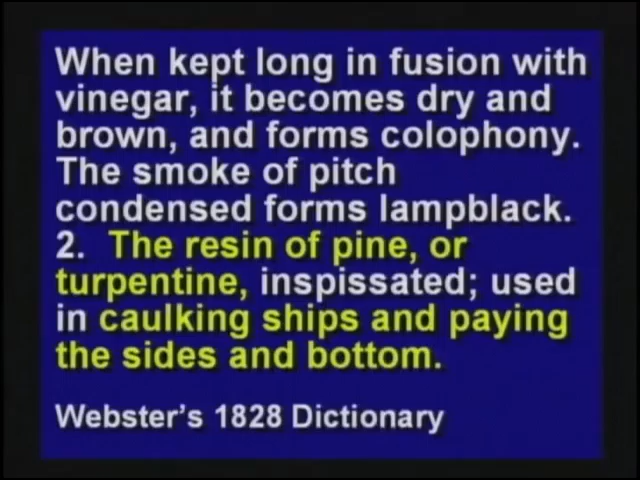 When kept long in fusion with
vinegar, it becomes dry and
brown, and forms colophony.
The smoke of pitch
condensed forms lampblack.
2. The resin of pine, or
turpentine, inspissated; used
in caulking ships and paying
the sides and bottom.
Webster's 1828 Dictionary